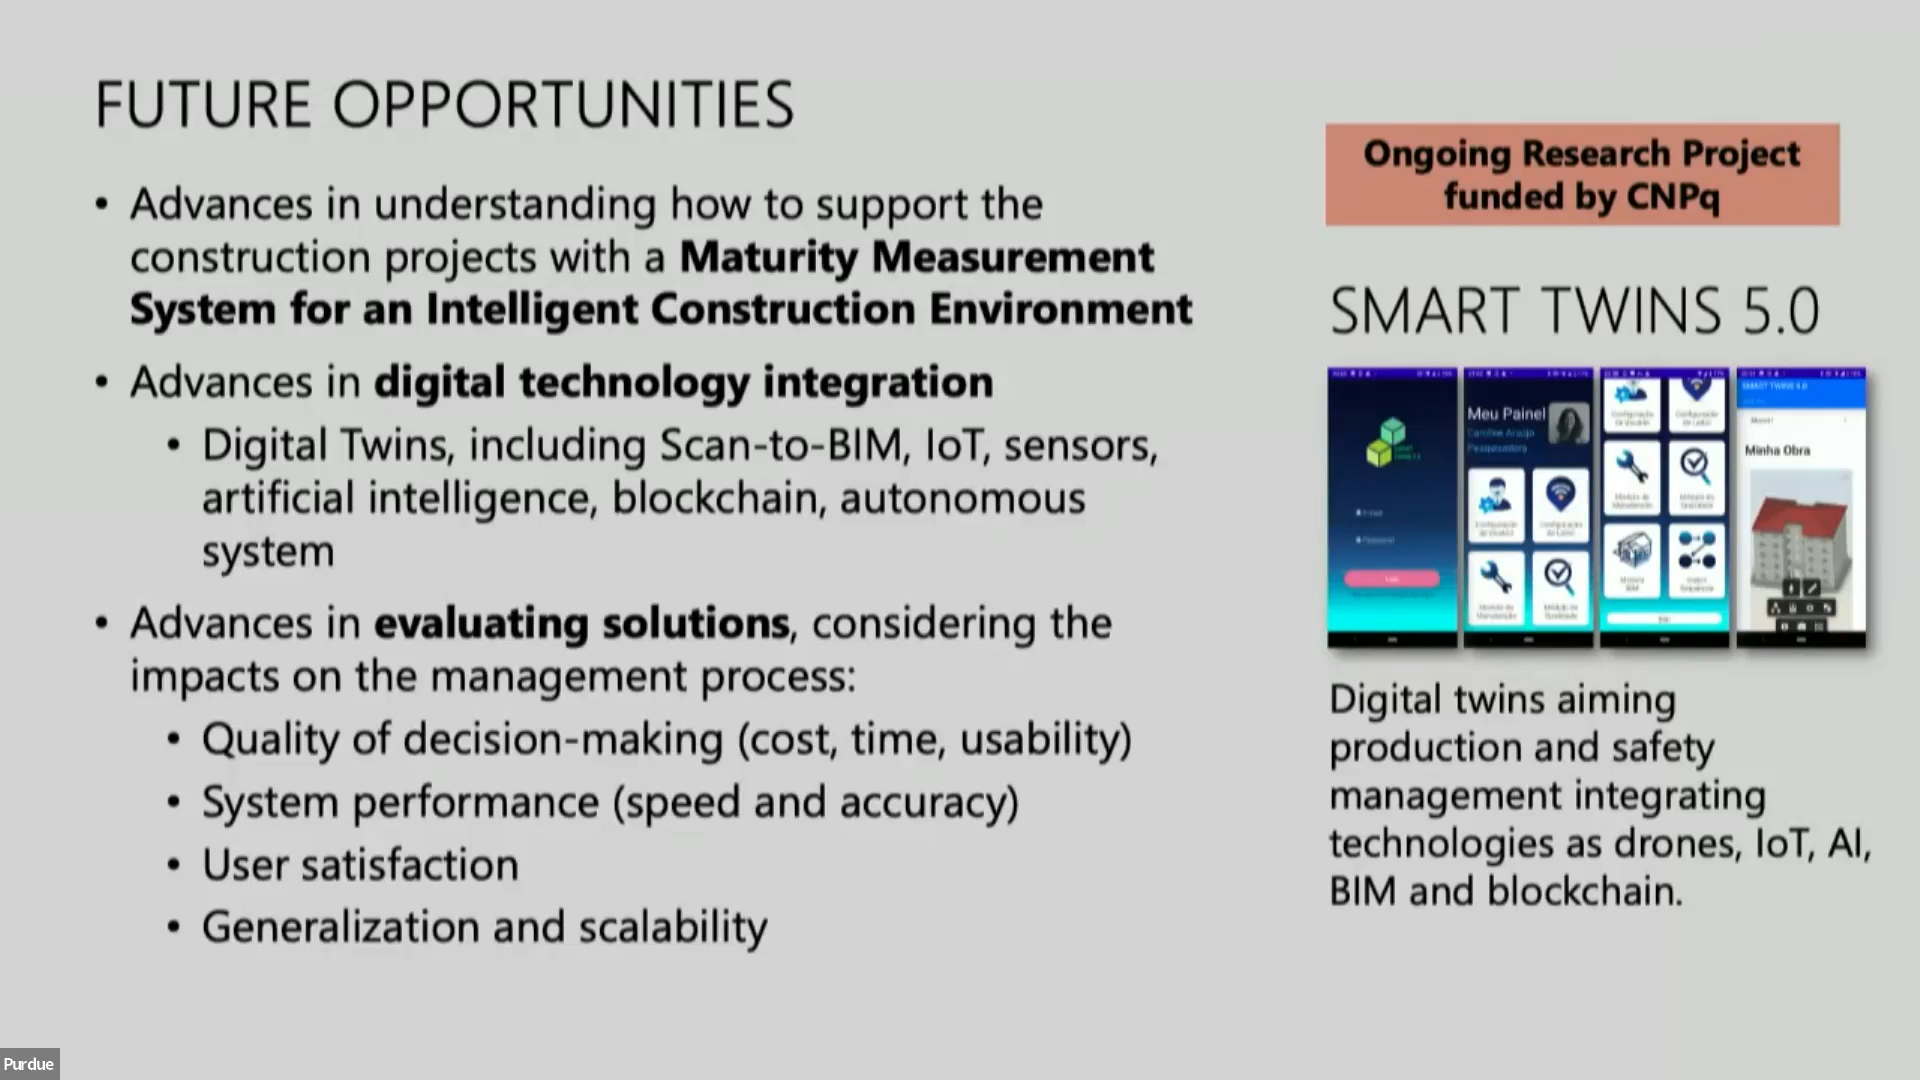 FUTURE OPPORTUNITIES
• Advances in understanding how to support the
construction projects with a Maturity Measurement
System for an Intelligent Construction Environment
• Advances in digital technology integration
• Digital Twins, including Scan-to-BIM, IoT, sensors,
artificial intelligence, blockchain, autonomous
system
• Advances in evaluating solutions, considering the
impacts on the management process:
• Quality of decision-making (cost, time, usability)
• System performance (speed and accuracy)
• User satisfaction
• Generalization and scalability
Ongoing Research Project
funded by CNPq
SMART TWINS 5.0
Meu Painel
Minha Obra
Digital twins aiming
production and safety
management integrating
technologies as drones, IoT, AI,
BIM and blockchain.
Purdue